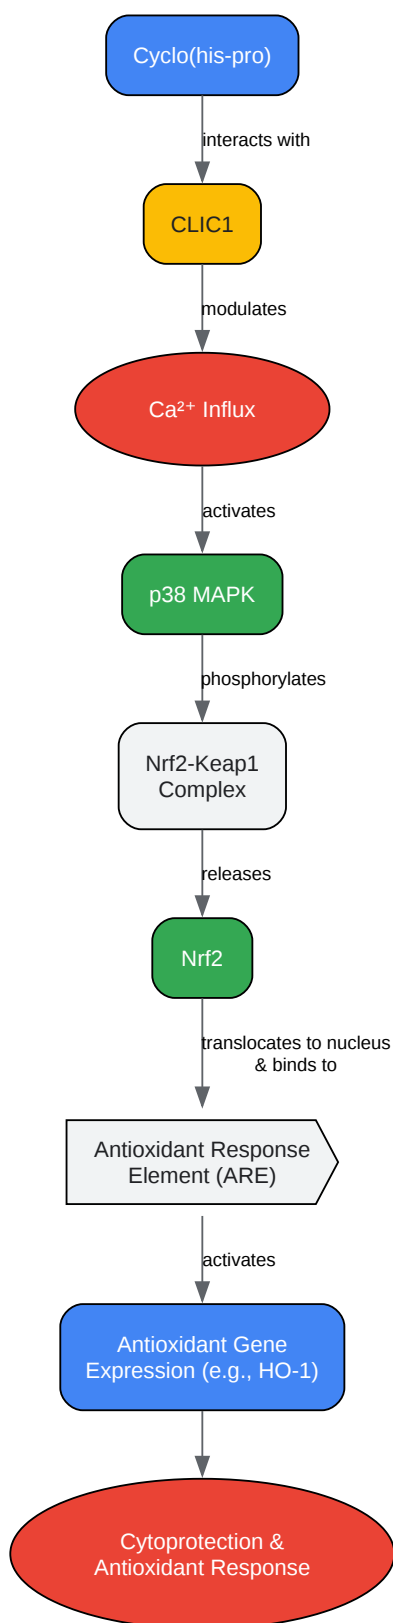 Cyclo(his-pro)
interacts with
CLIC1
modulates
Ca²⁺ Influx
activates
p38 MAPK
phosphorylates
Nrf2-Keap1
Complex
releases
Nrf2
translocates to nucleus
& binds to
Antioxidant Response
Element (ARE)
activates
Antioxidant Gene
Expression (e.g., HO-1)
Cytoprotection &
Antioxidant Response